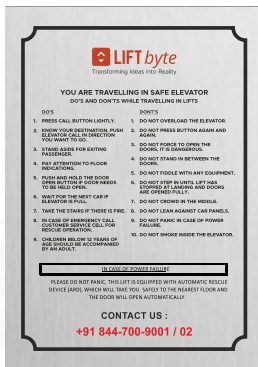 LIFT byte
Transforming Ideas into Reality
YOU ARE TRAVELLING IN SAFE ELEVATOR
DO'S AND DON'TS WHILE TRAVELLING IN LIFTS
DO'S
1. PRESS CALL BUTTON LIGHTLY.
2. KNOW YOUR DESTINATION, PUSH
ELEVATOR CALL IN DIRECTION
YOU WANT TO GO.
3. STAND ASIDE FOR EXITING
PASSENGER.
4. PAY ATTENTION TO FLOOR
INDICATIONS.
5. PUSH AND HOLD THE DOOR
OPEN BUTTON IF DOOR NEEDS
TO BE HELD OPEN.
6. WAIT FOR THE NEXT CAR IF
ELEVATOR IS FULL.
7. TAKE THE STAIRS IF THERE IS FIRE.
8. IN CASE OF EMERGENCY CALL
CUSTOMER SERVICE CELL FOR
RESCUE OPERATION.
9. CHILDREN BELOW 12 YEARS OF
AGE SHOULD BE ACCOMPANIED
BY AN ADULT.
DONT'S
1. DO NOT OVERLOAD THE ELEVATOR.
2. DO NOT PRESS BUTTON AGAIN AND
AGAIN.
3. DO NOT FORCE TO OPEN THE
DOORS, IT IS DANGEROUS.
4. DO NOT STAND IN BETWEEN THE
DOORS.
5. DO NOT FIDDLE WITH ANY EQUIPMENT.
6. DO NOT STEP IN UNTIL LIFT HAS
STOPPED AT LANDING AND DOORS
ARE OPENED FULLY.
7. DO NOT CROWD IN THE MIDDLE.
8. DO NOT LEAN AGAINST CAR PANELS.
9. DO NOT PANIC IN CASE OF POWER
FAILURE.
10. DO NOT SMOKE INSIDE THE ELEVATOR.
IN CASE OF POWER FAILURE
PLEASE DO NOT PANIC, THIS LIFT IS EQUIPPED WITH AUTOMATIC RESCUE
DEVICE [ARD], WHICH WILL TAKE YOU SAFELY TO THE NEAREST FLOOR AND
THE DOOR WILL OPEN AUTOMATICALLY
CONTACT US :
+91 844-700-9001 / 02